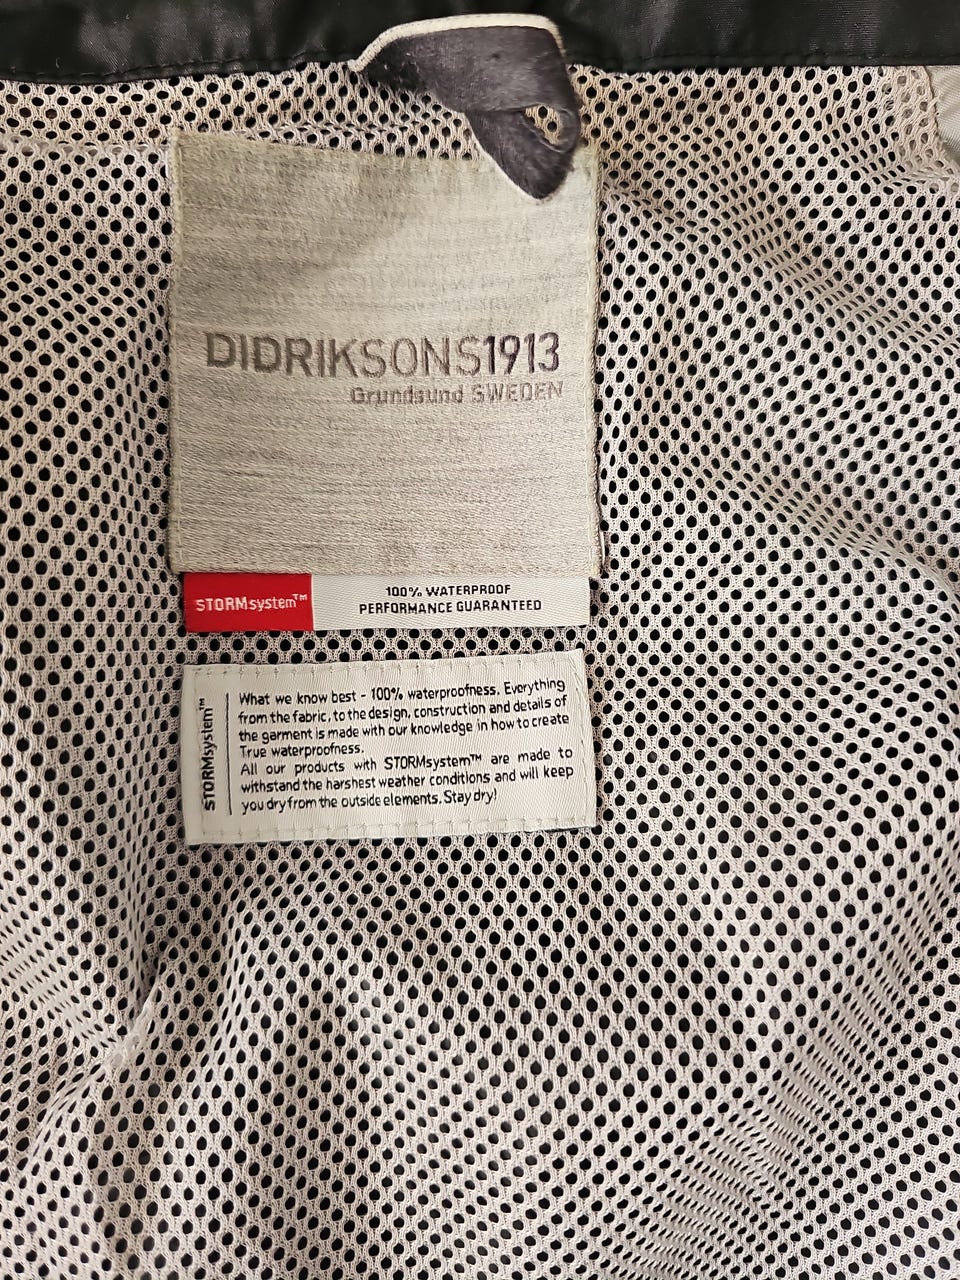 DIDRIKSONS1913
Grundsund SWEDEN
STORMsystem™
100% WATERPROOF
PERFORMANCE GUARANTEED
STORMsystem™
What we know best - 100% waterproofness. Everything
from the fabric, to the design, construction and details of
the garment is made with our knowledge in how to create
True waterproofness.
All our products with STORMsystem™ are made to
withstand the harshest weather conditions and will keep
you dry from the outside elements. Stay dry!